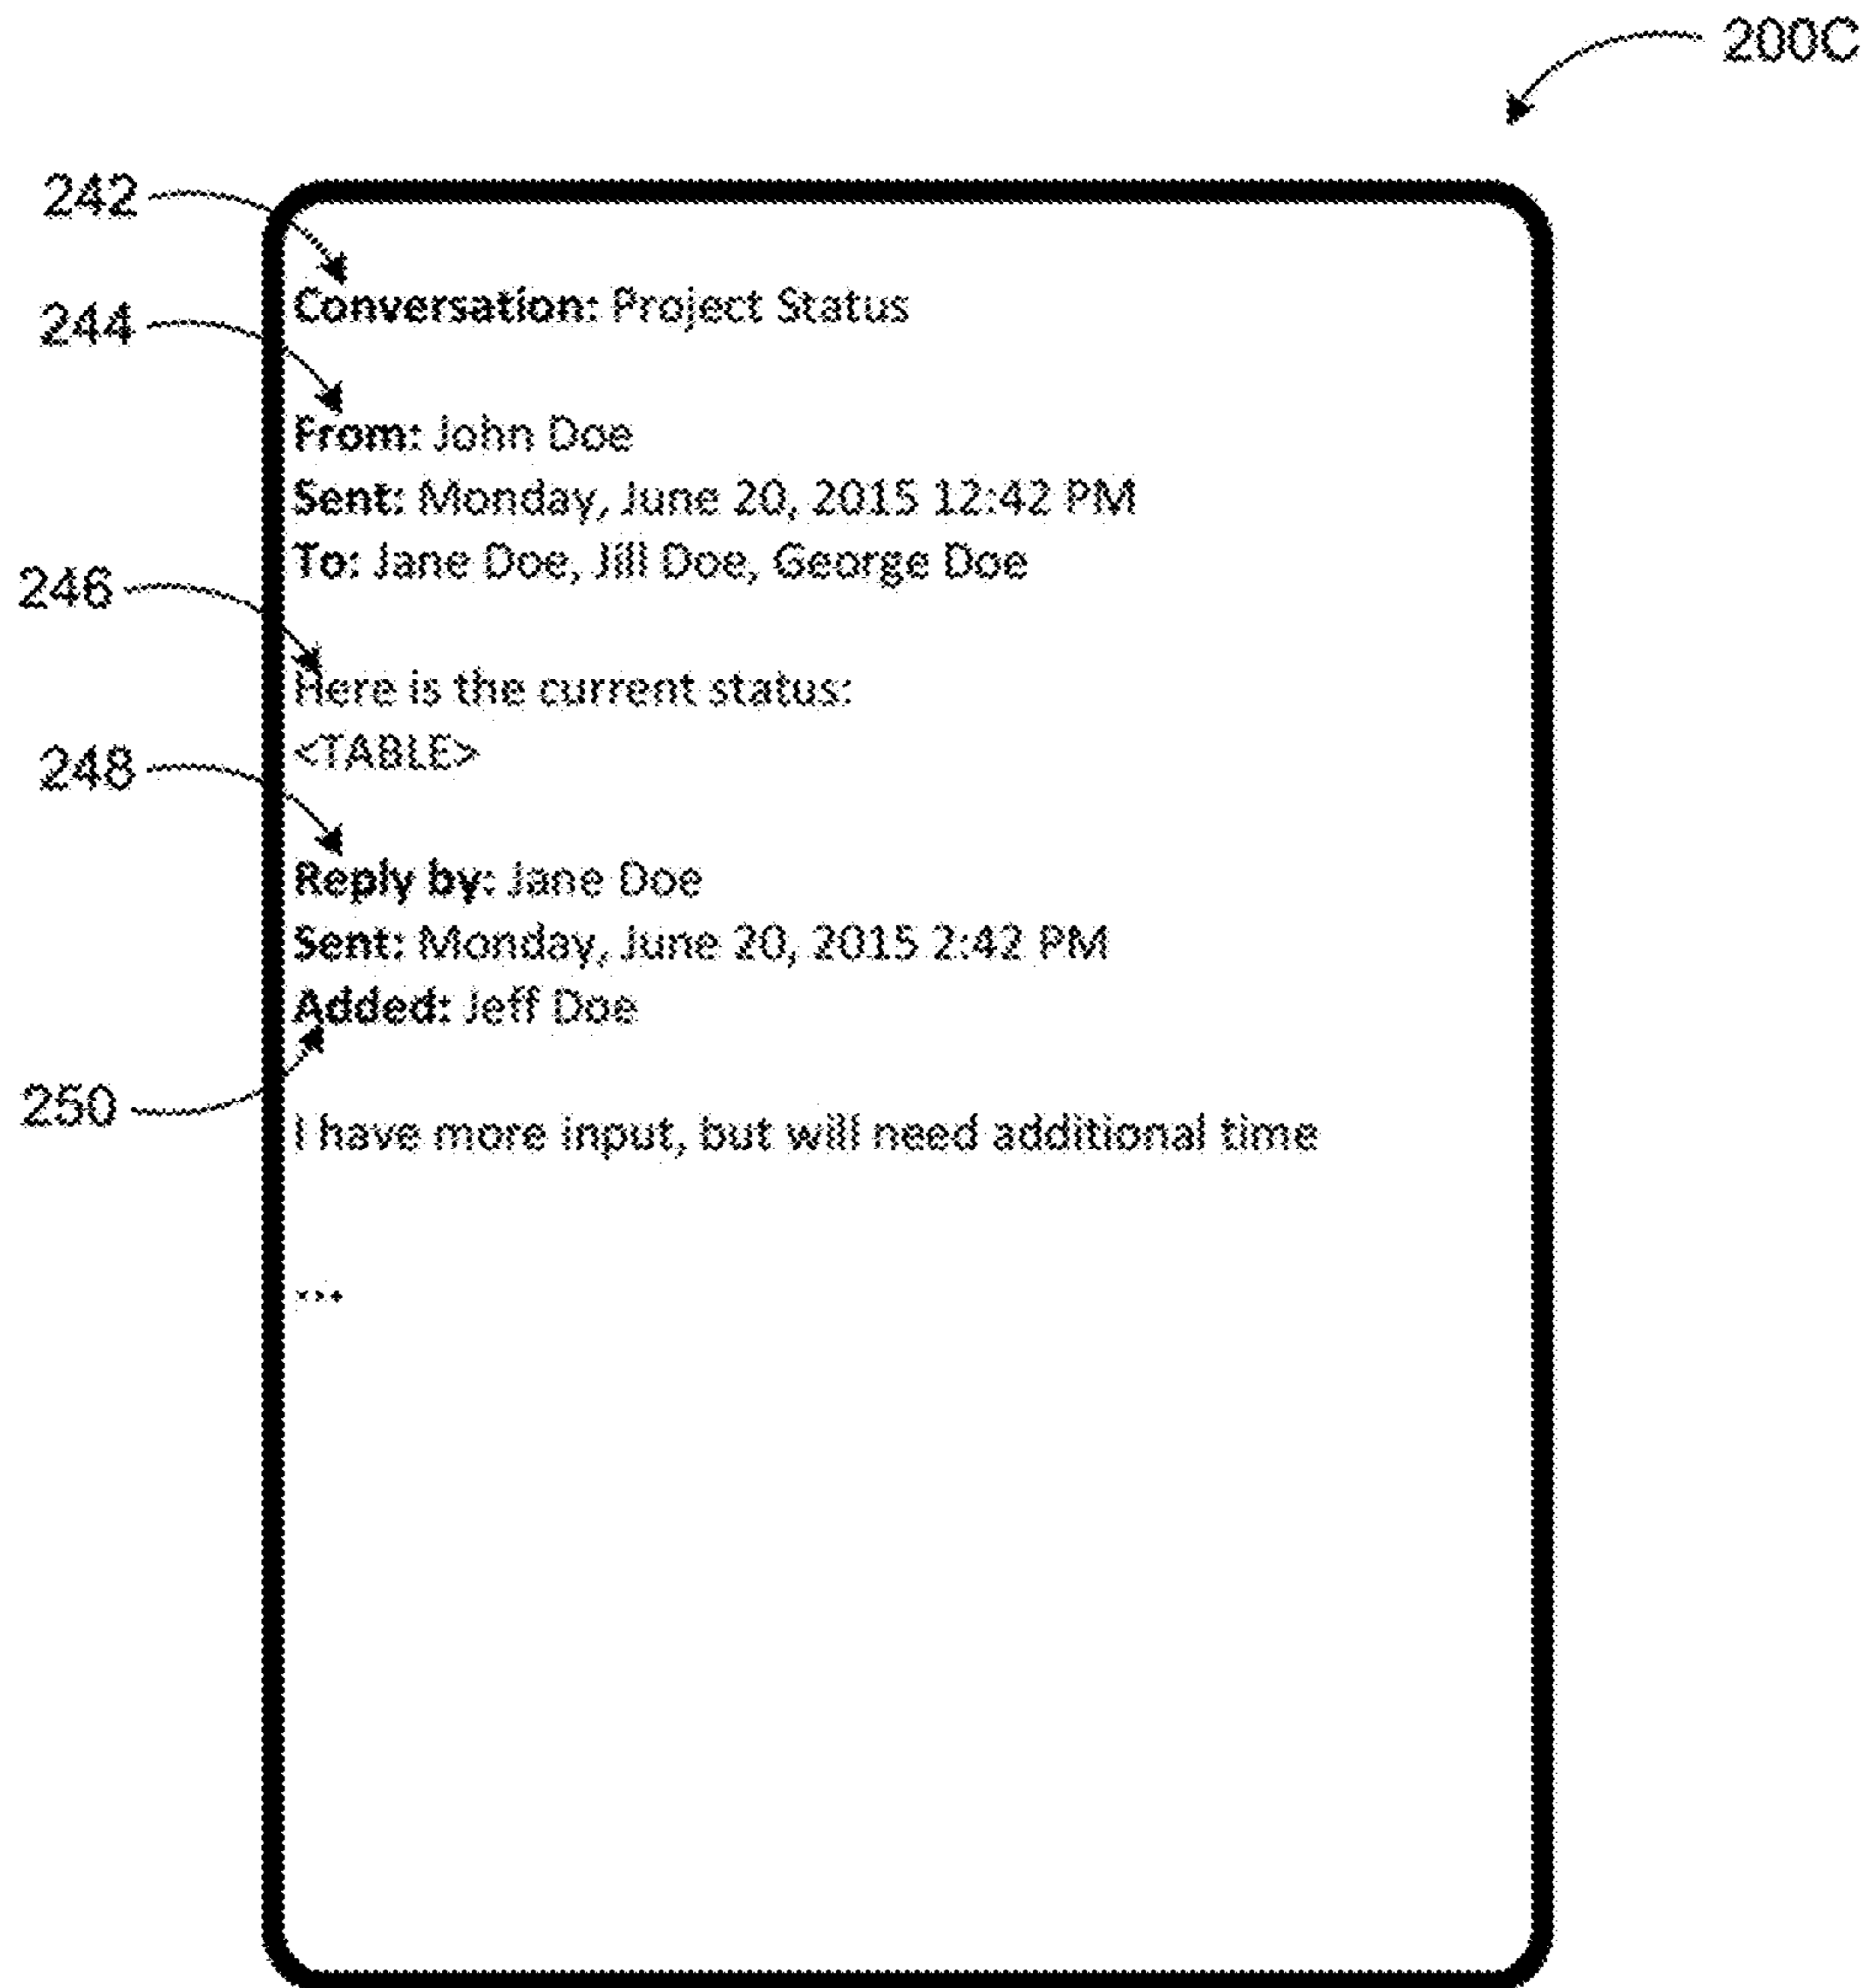 200C
242
Conversation: Project Status
244
From: John Doe
Sent: Monday, June 20, 2015 12:42 PM
To: Jane Doe, Jill Doe, George Doe
246
Here is the current status:
<TABLE>
248
Reply by: Jane Doe
Sent: Monday, June 20, 2015 2:42 PM
Added: Jeff Doe
250
I have more input, but will need additional time
...